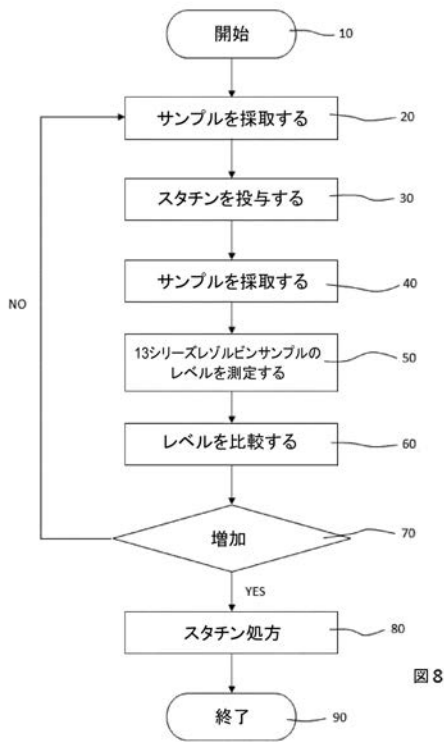 開始
10
サンプルを採取する
20
スタチンを投与する
30
サンプルを採取する
40
NO
13シリーズレゾルビンサンプルの
レベルを測定する
50
レベルを比較する
60
増加
70
YES
スタチン処方
80
図8
終了
90